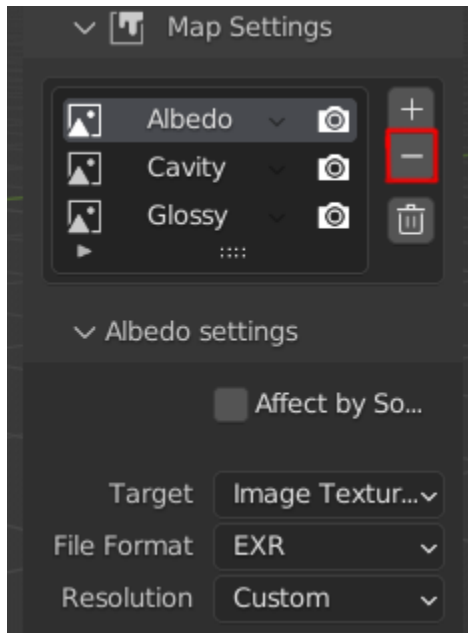 Map Settings
Albedo
Cavity
Glossy
Albedo settings
Affect by So...
Target Image Textur...
File Format EXR
Resolution Custom